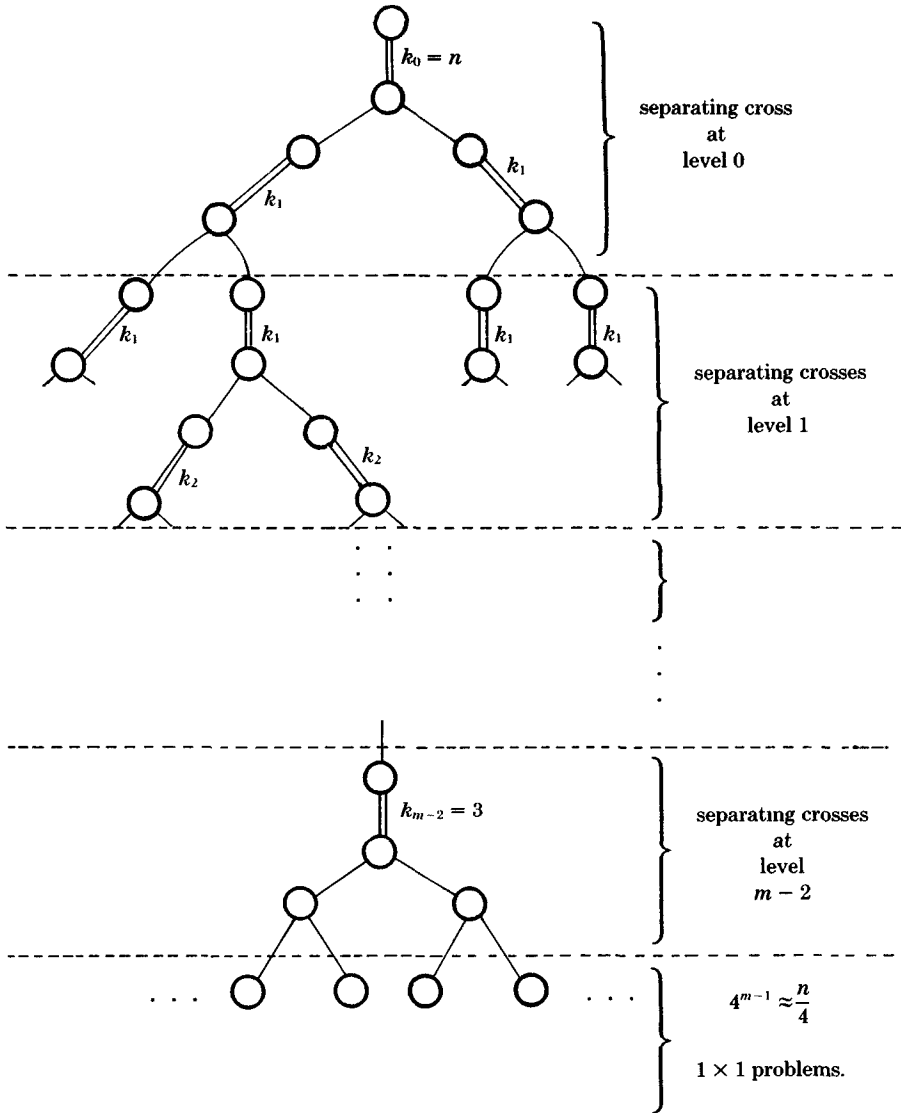 k₀ = n
separating cross
at
level 0
k₁
k₁
k₁
k₁
k₁
k₁
separating crosses
at
level 1
k₂
k₂
kₘ₋₂ = 3
separating crosses
at
level
m − 2
4ᵐ⁻¹ ≈ n/4
1 × 1 problems.